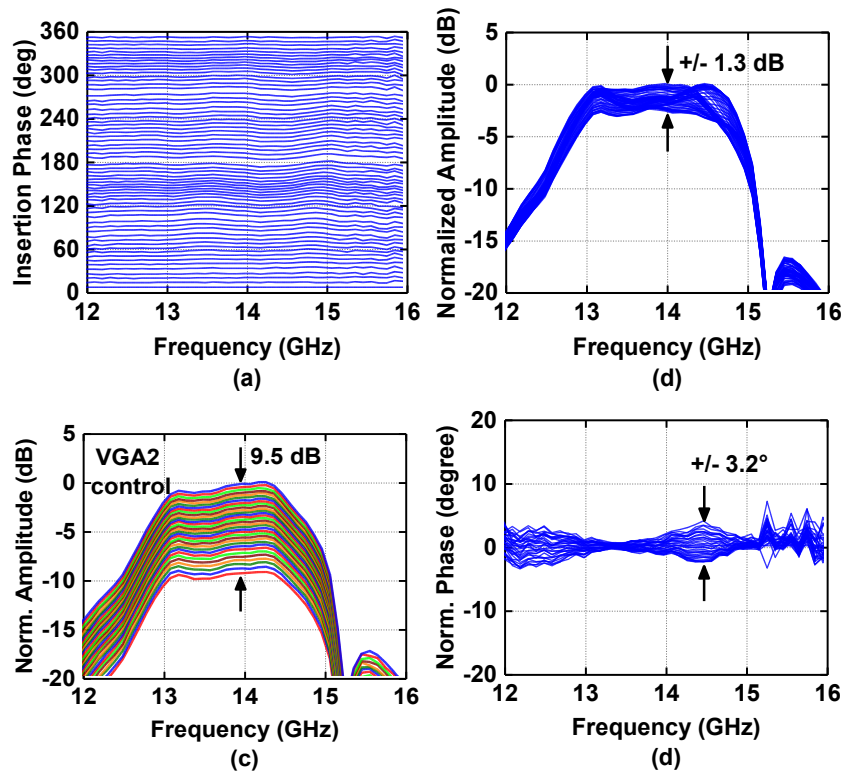 Insertion Phase (deg)
360
300
240
180
120
60
0
12 13 14 15 16
Frequency (GHz)
(a)
Normalized Amplitude (dB)
5
0
-5
-10
-15
-20
+/- 1.3 dB
12 13 14 15 16
Frequency (GHz)
(d)
Norm. Amplitude (dB)
5
0
-5
-10
-15
-20
VGA2
control
9.5 dB
12 13 14 15 16
Frequency (GHz)
(c)
Norm. Phase (degree)
20
10
0
-10
-20
+/- 3.2°
12 13 14 15 16
Frequency (GHz)
(d)